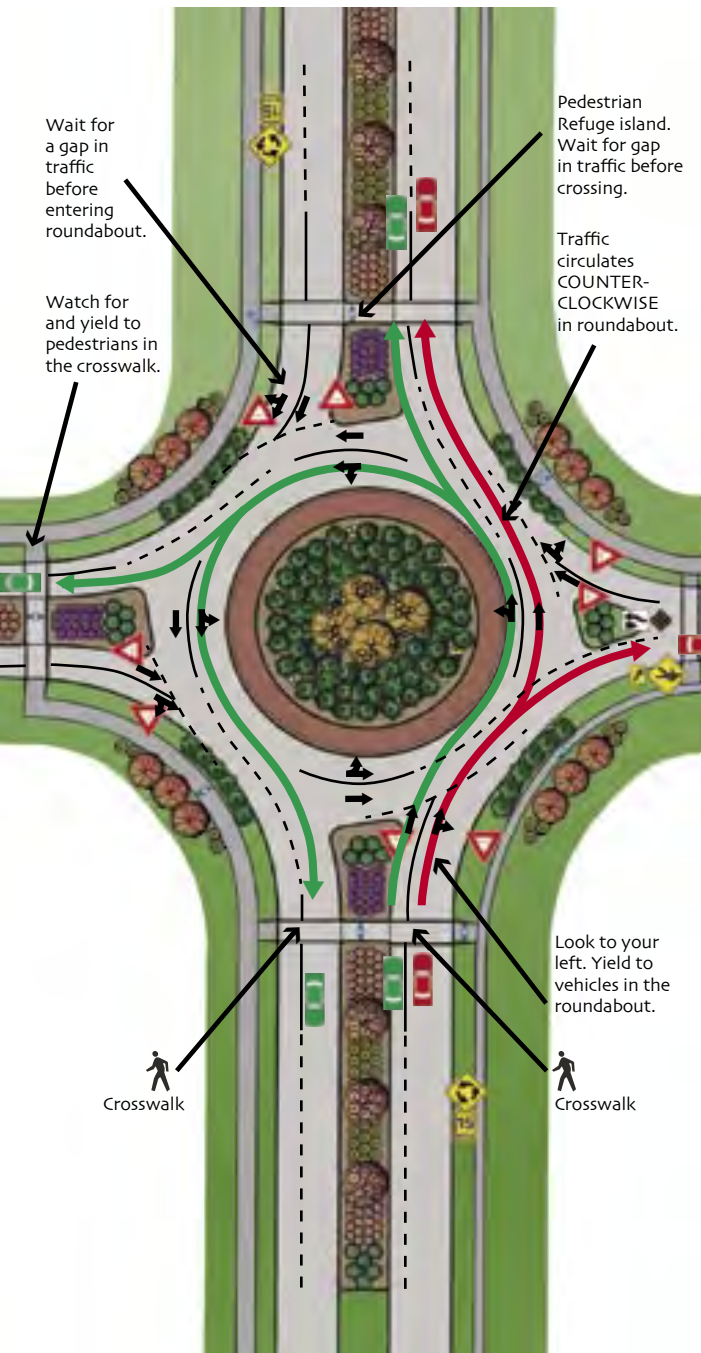 Wait for
a gap in
traffic
before
entering
roundabout.
Pedestrian
Refuge island.
Wait for gap
in traffic before
crossing.
Traffic
circulates
COUNTER-
CLOCKWISE
in roundabout.
Watch for
and yield to
pedestrians in
the crosswalk.
Look to your
left. Yield to
vehicles in the
roundabout.
Crosswalk
Crosswalk
15
15